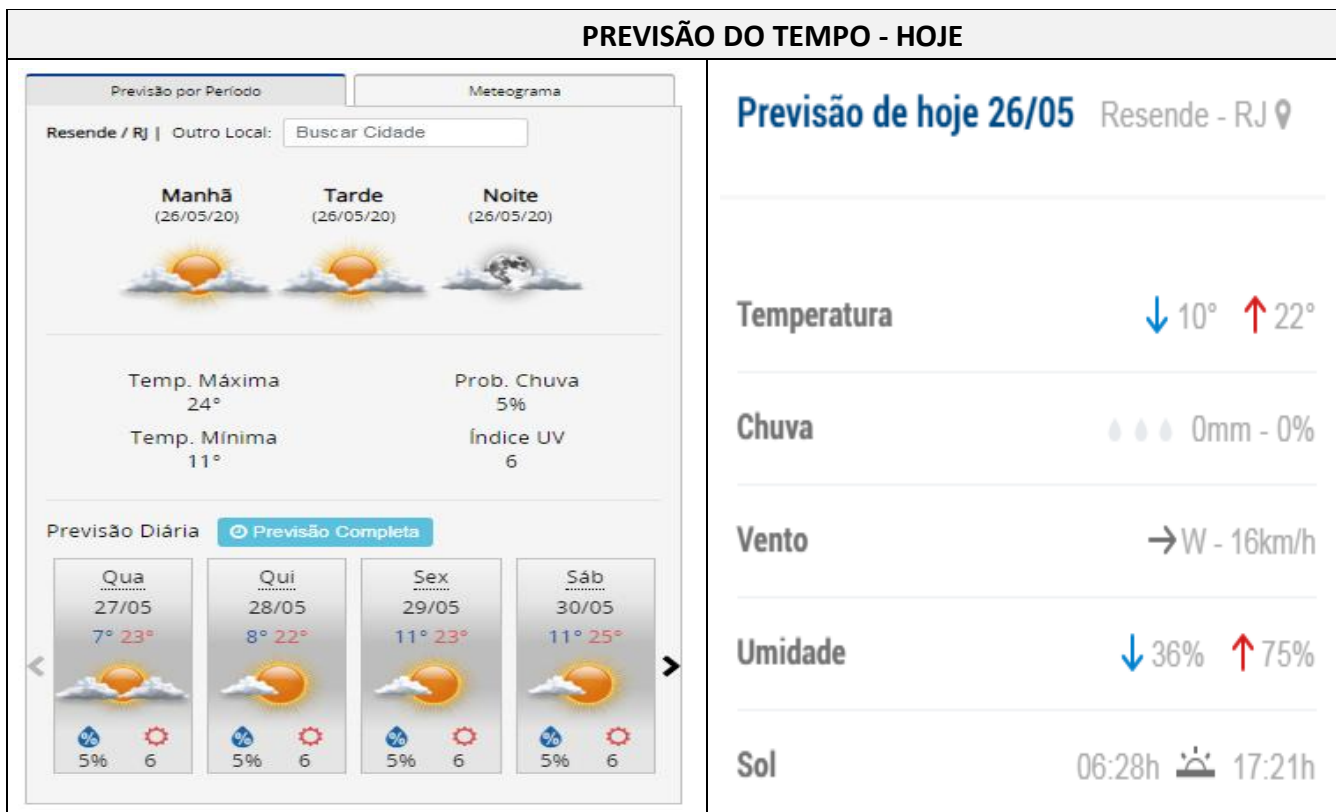 PREVISÃO DO TEMPO - HOJE
Previsão por Período
Meteograma
Resende / RJ | Outro Local: Buscar Cidade
Manhã Tarde Noite
(26/05/20) (26/05/20) (26/05/20)
Temp. Máxima Prob. Chuva
24° 5%
Temp. Mínima Índice UV
11° 6
Previsão Diária Previsão Completa
Qua Qui Sex Sáb
27/05 28/05 29/05 30/05
7° 23° 8° 22° 11° 23° 11° 25°
% % % %
5% 6 5% 6 5% 6 5% 6
Previsão de hoje 26/05 Resende - RJ
Temperatura ↓ 10° ↑ 22°
Chuva 0mm - 0%
Vento → W - 16km/h
Umidade ↓ 36% ↑ 75%
Sol 06:28h 17:21h